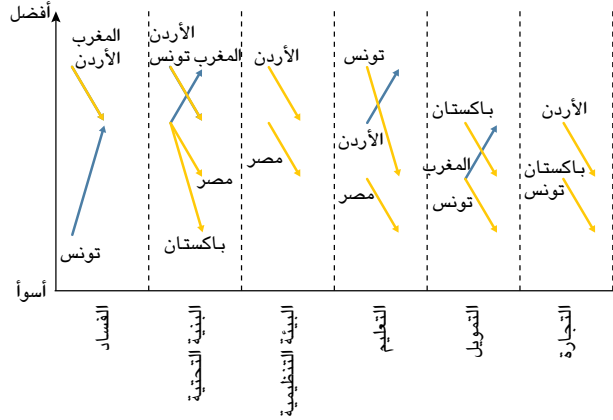 أفضل
المغرب
الأردن
تونس
الأردن
تونس
المغرب
مصر
باكستان
الأردن
مصر
تونس
الأردن
مصر
باكستان
المغرب
تونس
الأردن
باكستان
تونس
أسوأ
الفساد
البنية التحتية
البيئة التنظيمية
التعليم
التمويل
التجارة